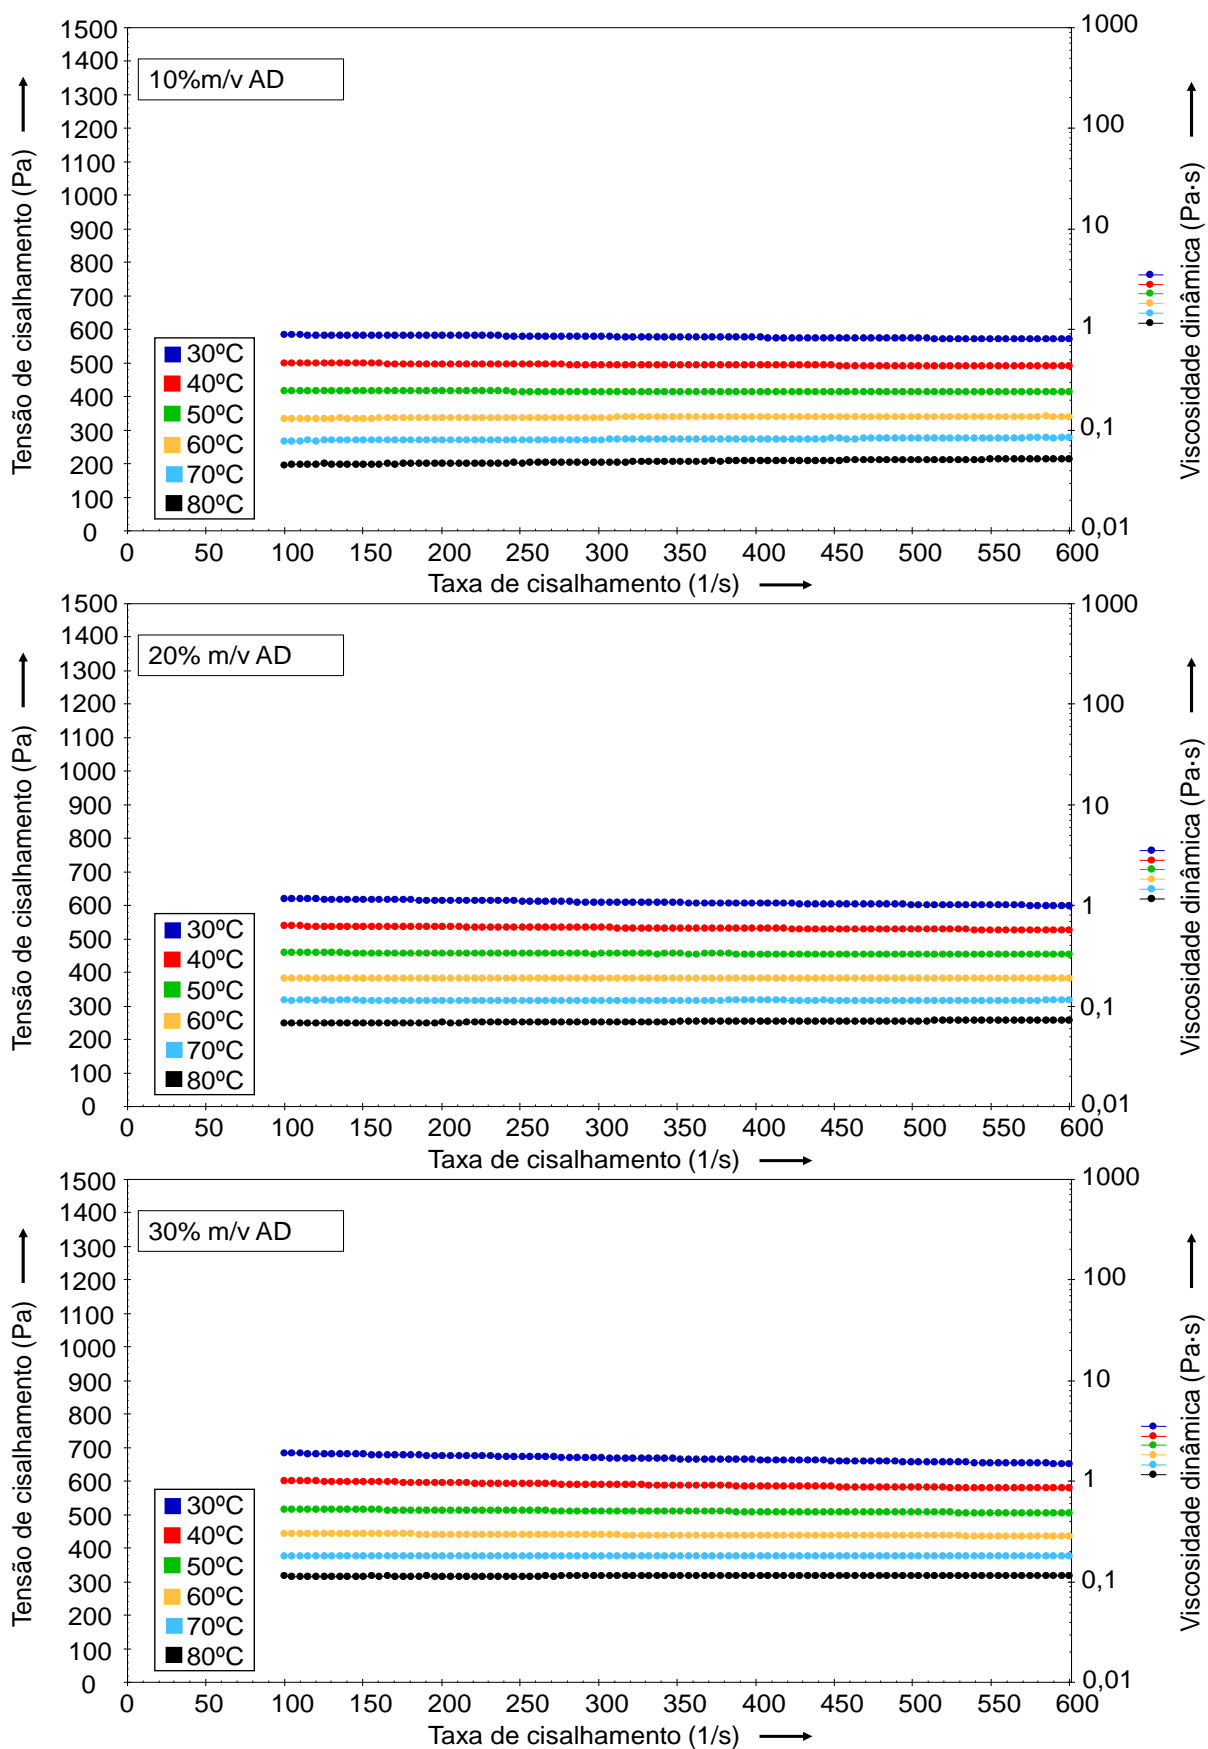 1500
1400
1300
1200
1100
1000
900
800
700
600
500
400
300
200
100
0
Tensão de cisalhamento (Pa)
10%m/v AD
30ºC
40ºC
50ºC
60ºC
70ºC
80ºC
1000
100
10
1
0,1
0,01
Viscosidade dinâmica (Pa·s)
0 50 100 150 200 250 300 350 400 450 500 550 600
Taxa de cisalhamento (1/s)
1500
1400
1300
1200
1100
1000
900
800
700
600
500
400
300
200
100
0
Tensão de cisalhamento (Pa)
20% m/v AD
30ºC
40ºC
50ºC
60ºC
70ºC
80ºC
1000
100
10
1
0,1
0,01
Viscosidade dinâmica (Pa·s)
0 50 100 150 200 250 300 350 400 450 500 550 600
Taxa de cisalhamento (1/s)
1500
1400
1300
1200
1100
1000
900
800
700
600
500
400
300
200
100
0
Tensão de cisalhamento (Pa)
30% m/v AD
30ºC
40ºC
50ºC
60ºC
70ºC
80ºC
1000
100
10
1
0,1
0,01
Viscosidade dinâmica (Pa·s)
0 50 100 150 200 250 300 350 400 450 500 550 600
Taxa de cisalhamento (1/s)